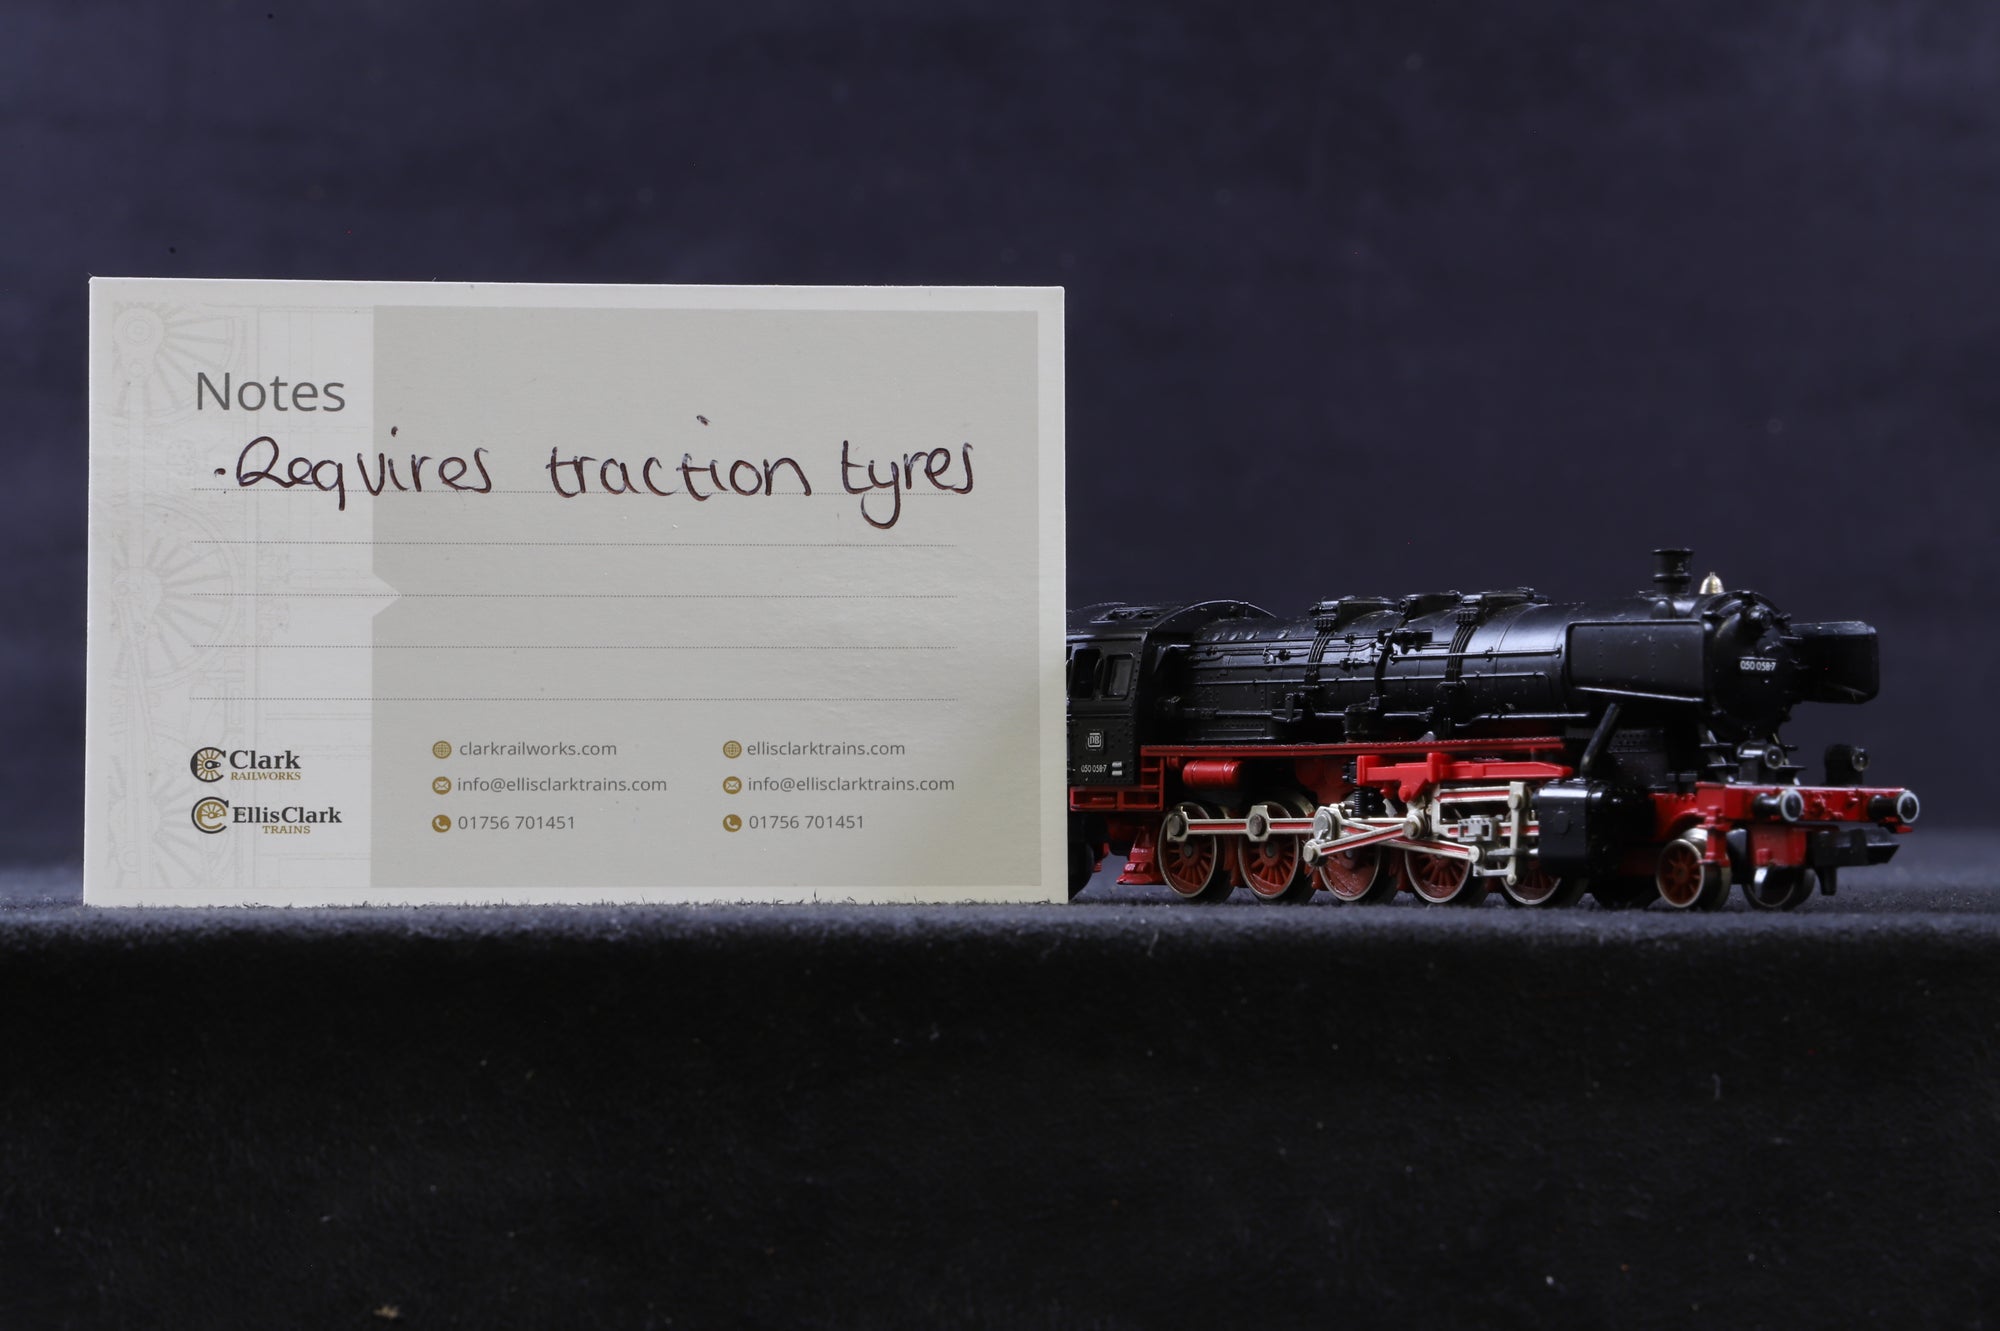 Notes
· Requires traction tyres
Clark
RAILWORKS
EllisClark
TRAINS
clarkrailworks.com
info@ellisclarktrains.com
01756 701451
ellisclarktrains.com
info@ellisclarktrains.com
01756 701451
DB
050 058-7
050 058-7